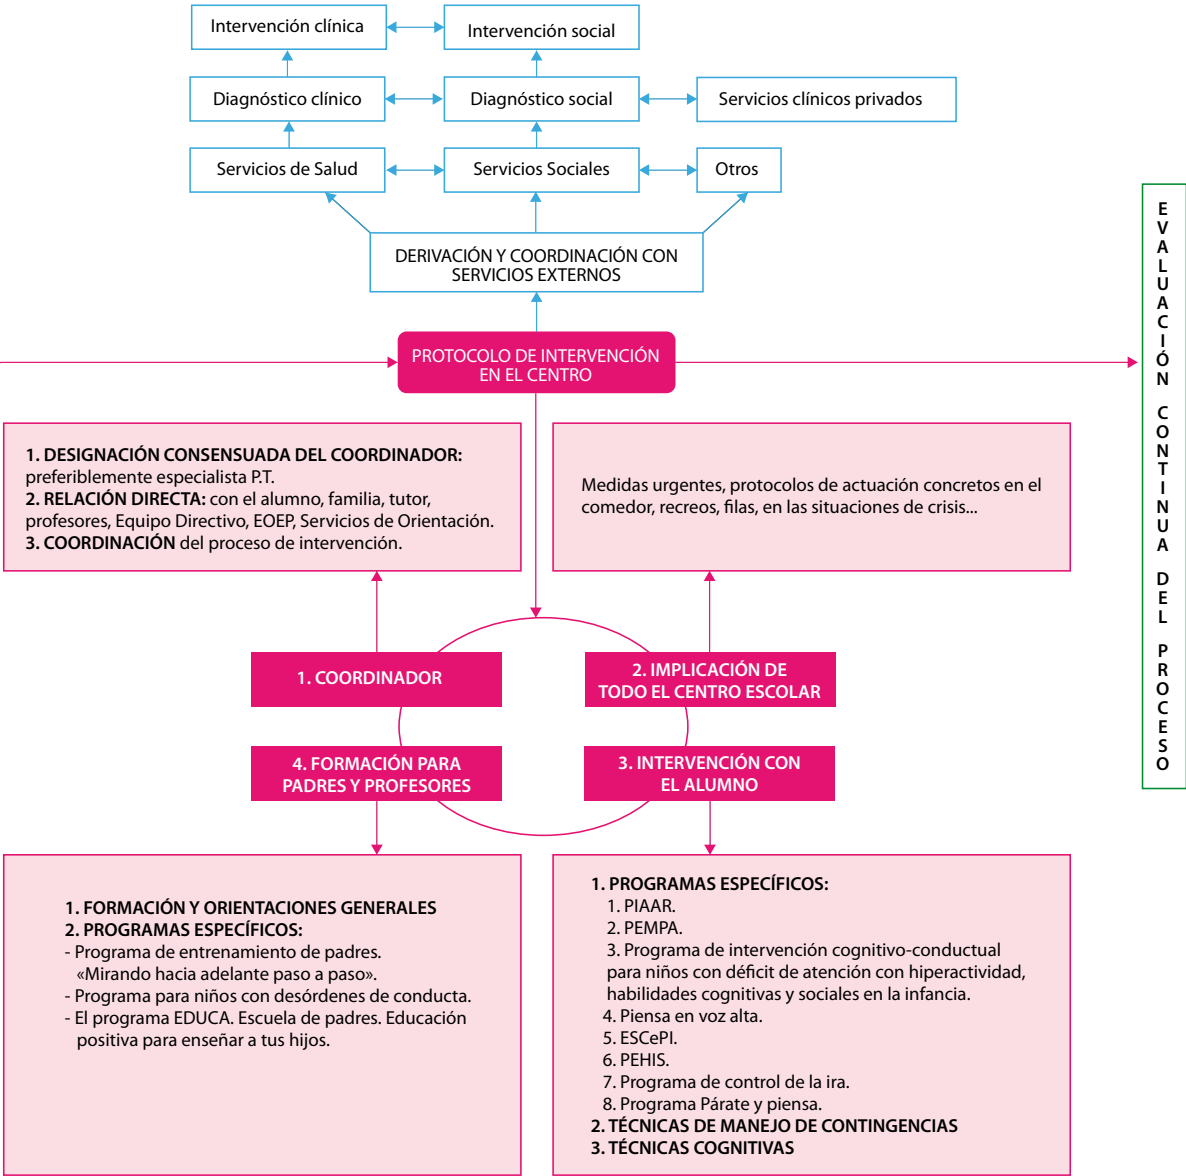 Intervención clínica
Intervención social
Diagnóstico clínico
Diagnóstico social
Servicios clínicos privados
Servicios de Salud
Servicios Sociales
Otros
DERIVACIÓN Y COORDINACIÓN CON
SERVICIOS EXTERNOS
PROTOCOLO DE INTERVENCIÓN
EN EL CENTRO
EVALUACIÓN CONTINUA DEL PROCESO
1. DESIGNACIÓN CONSENSUADA DEL COORDINADOR:
preferiblemente especialista P.T.
2. RELACIÓN DIRECTA: con el alumno, familia, tutor,
profesores, Equipo Directivo, EOEP, Servicios de Orientación.
3. COORDINACIÓN del proceso de intervención.
Medidas urgentes, protocolos de actuación concretos en el
comedor, recreos, filas, en las situaciones de crisis...
1. COORDINADOR
2. IMPLICACIÓN DE
TODO EL CENTRO ESCOLAR
4. FORMACIÓN PARA
PADRES Y PROFESORES
3. INTERVENCIÓN CON
EL ALUMNO
1. FORMACIÓN Y ORIENTACIONES GENERALES
2. PROGRAMAS ESPECÍFICOS:
- Programa de entrenamiento de padres.
«Mirando hacia adelante paso a paso».
- Programa para niños con desórdenes de conducta.
- El programa EDUCA. Escuela de padres. Educación
positiva para enseñar a tus hijos.
1. PROGRAMAS ESPECÍFICOS:
1. PIAAR.
2. PEMPA.
3. Programa de intervención cognitivo-conductual
para niños con déficit de atención con hiperactividad,
habilidades cognitivas y sociales en la infancia.
4. Piensa en voz alta.
5. ESCePI.
6. PEHIS.
7. Programa de control de la ira.
8. Programa Párate y piensa.
2. TÉCNICAS DE MANEJO DE CONTINGENCIAS
3. TÉCNICAS COGNITIVAS